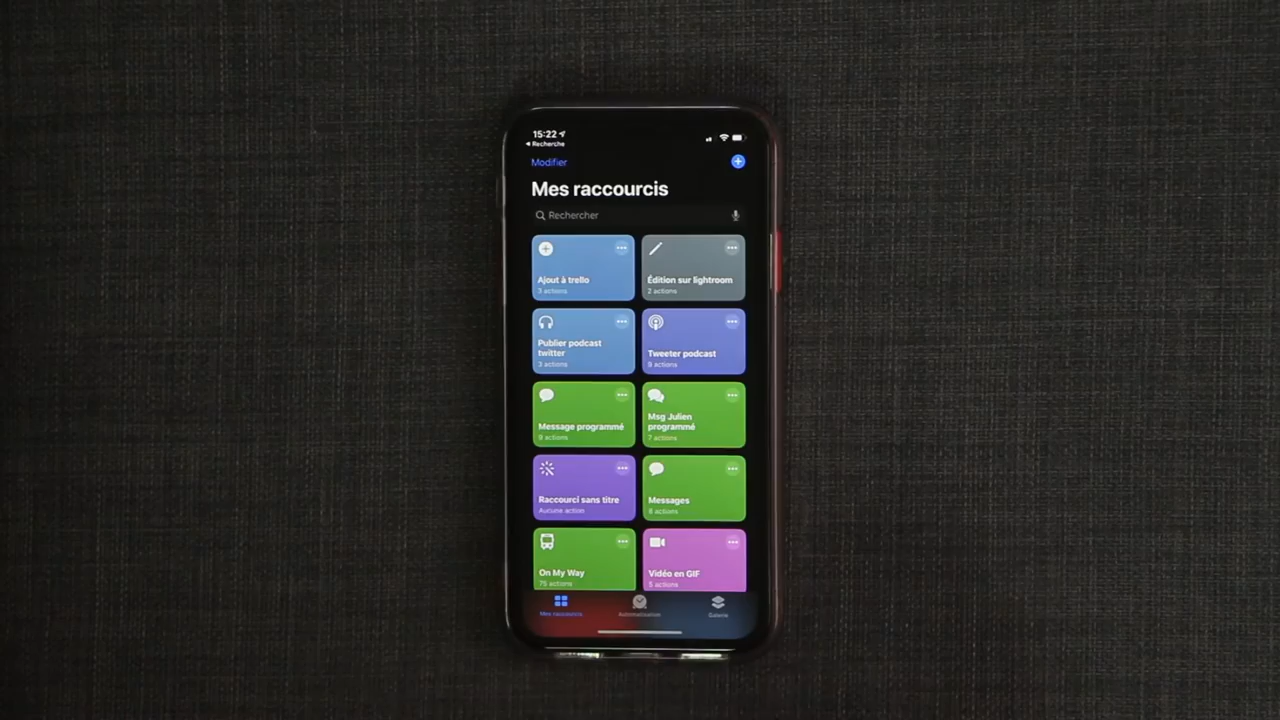 15:22
Recherche
Modifier
Mes raccourcis
Rechercher
Ajout à trello
3 actions
Édition sur lightroom
2 actions
Publier podcast
twitter
3 actions
Tweeter podcast
9 actions
Message programmé
9 actions
Msg Julien
programmé
7 actions
Raccourci sans titre
Aucune action
Messages
6 actions
On My Way
75 actions
Vidéo en GIF
5 actions
Mes raccourcis
Automatisation
Galerie